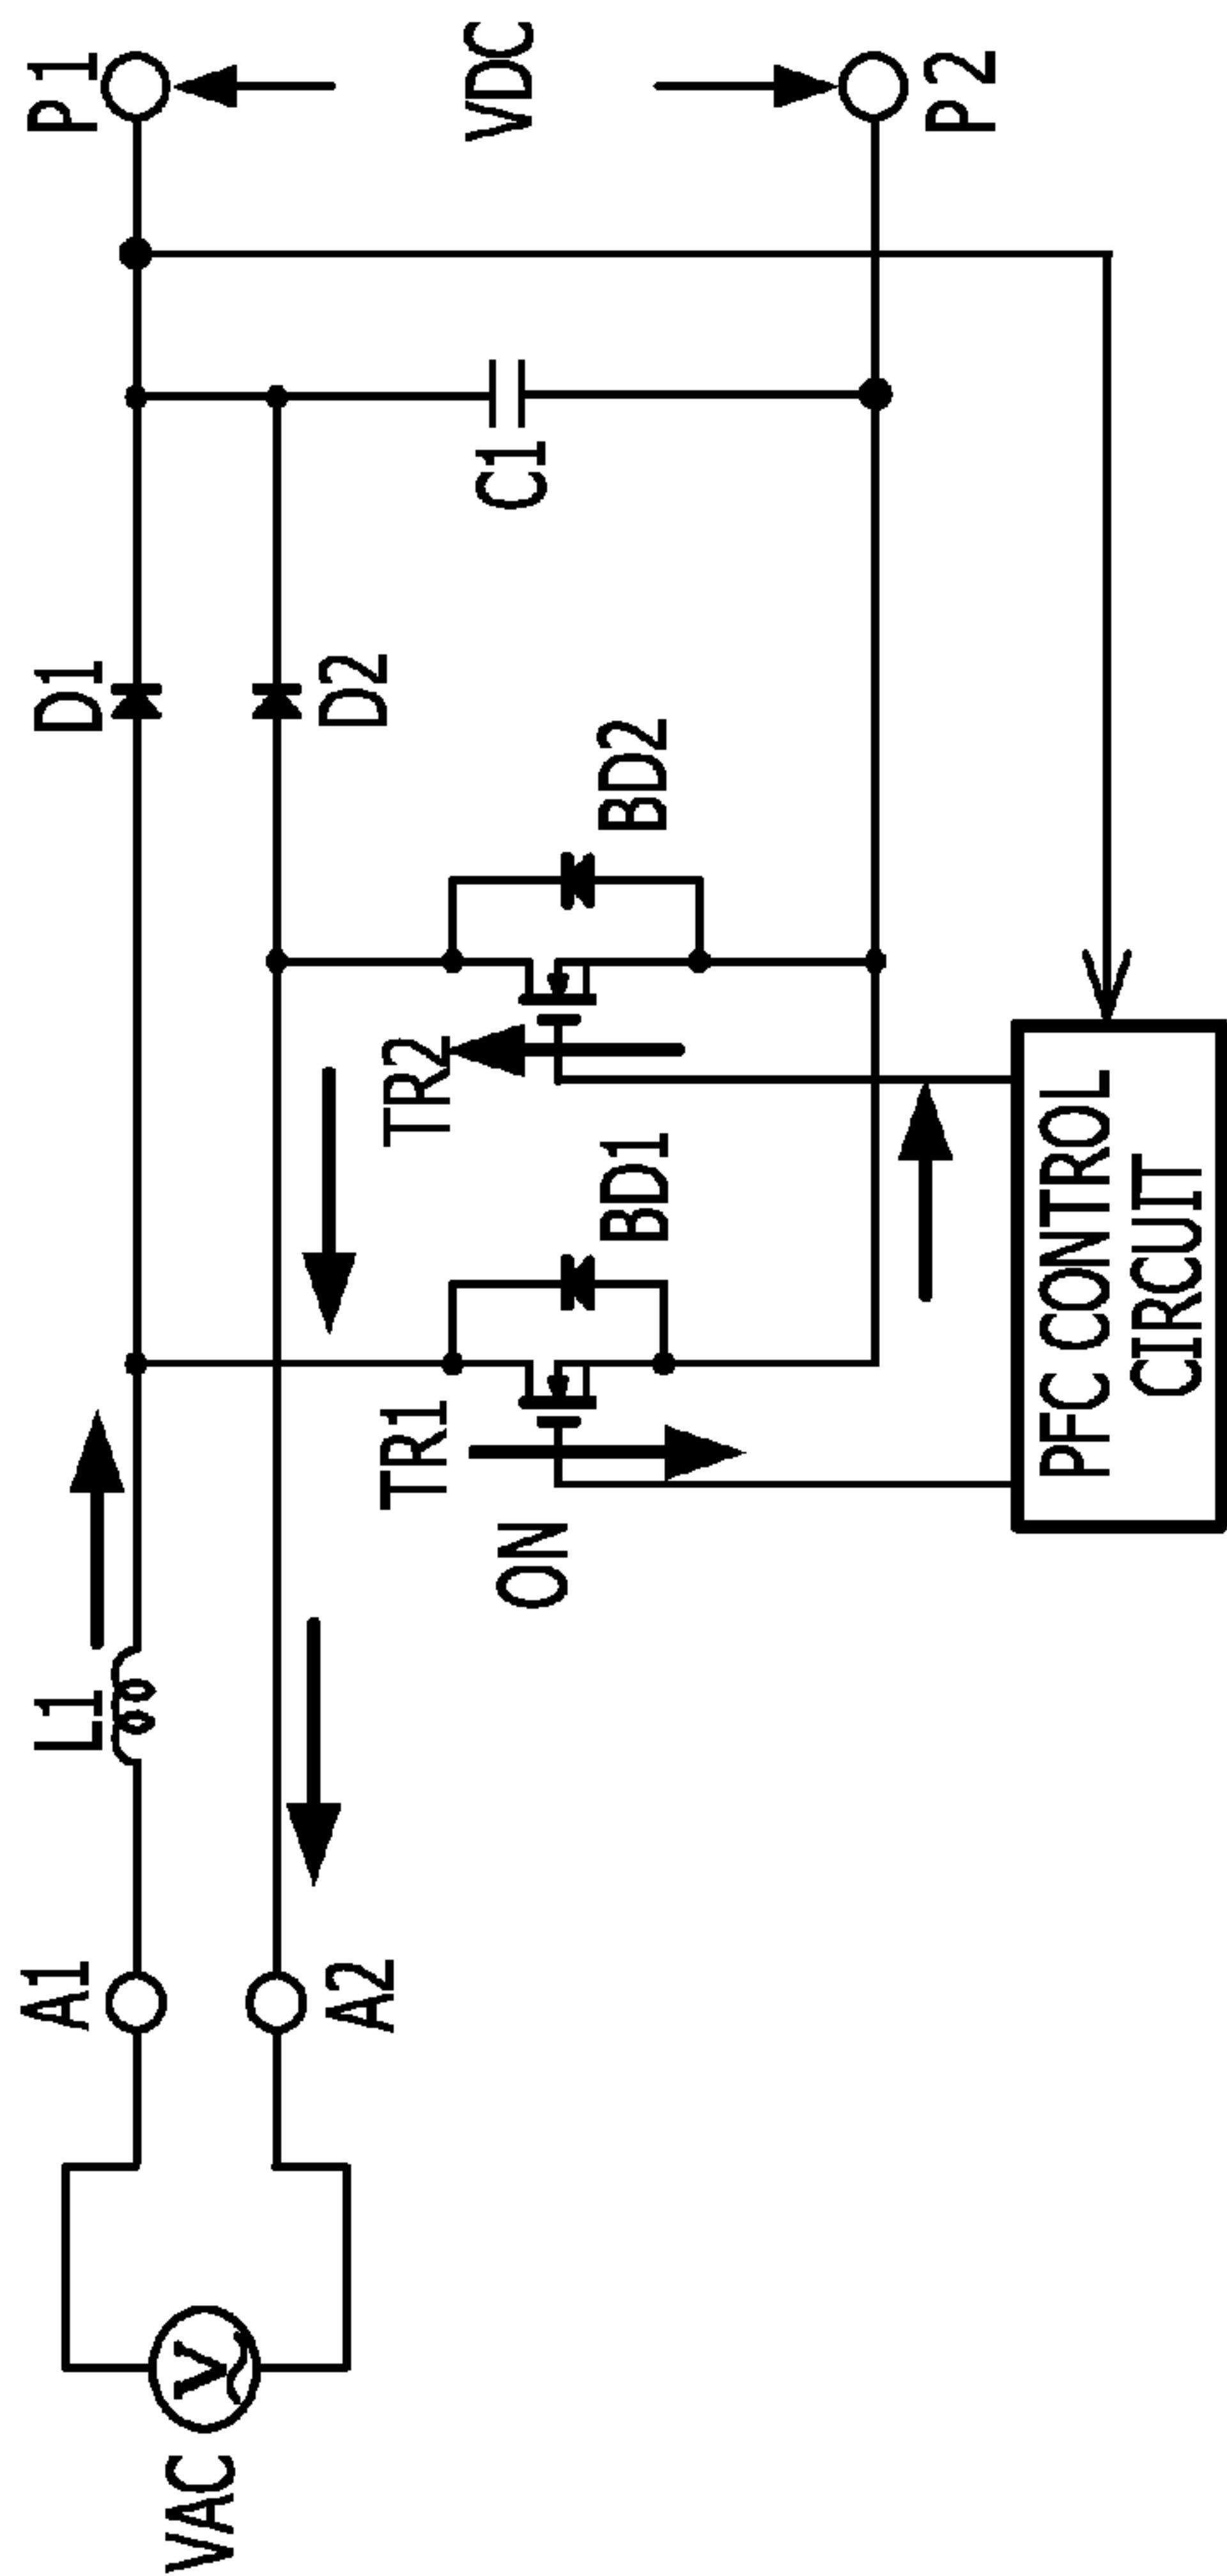 VAC
V
A1
A2
L1
ON
TR1
BD1
TR2
BD2
D1
D2
C1
P1
VDC
P2
PFC CONTROL
CIRCUIT